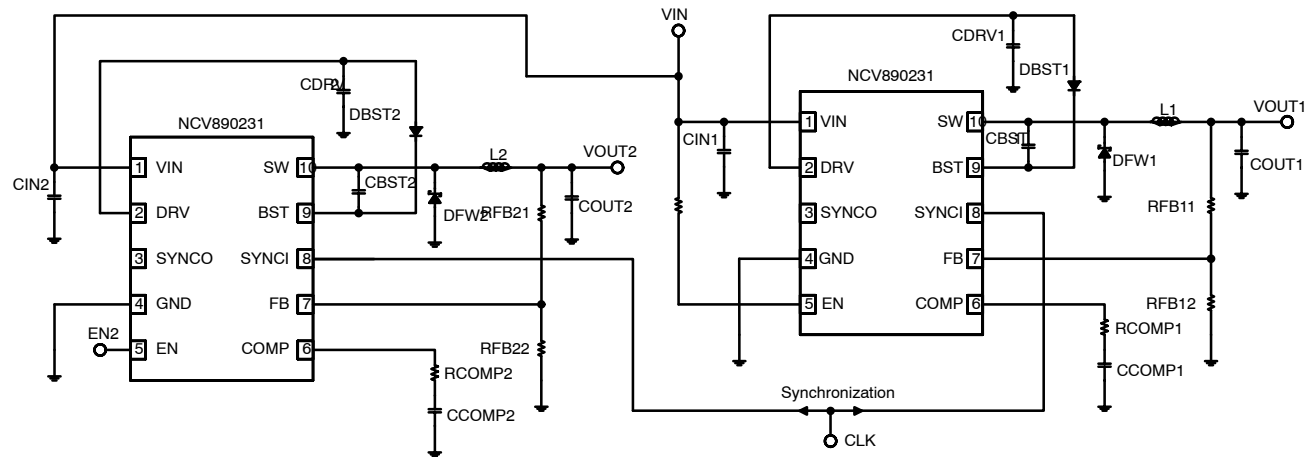 VIN
CDRV1
DBST1
NCV890231
1 VIN
SW 10
L1
VOUT1
CIN1
CBST1
DFW1
COUT1
2 DRV
BST 9
3 SYNCO
SYNCI 8
RFB11
4 GND
FB 7
5 EN
COMP 6
RFB12
RCOMP1
CCOMP1
CDRV2
DBST2
NCV890231
1 VIN
SW 10
L2
VOUT2
CIN2
CBST2
DFW2
RFB21
COUT2
2 DRV
BST 9
3 SYNCO
SYNCI 8
4 GND
FB 7
EN2
5 EN
COMP 6
RFB22
RCOMP2
CCOMP2
Synchronization
CLK